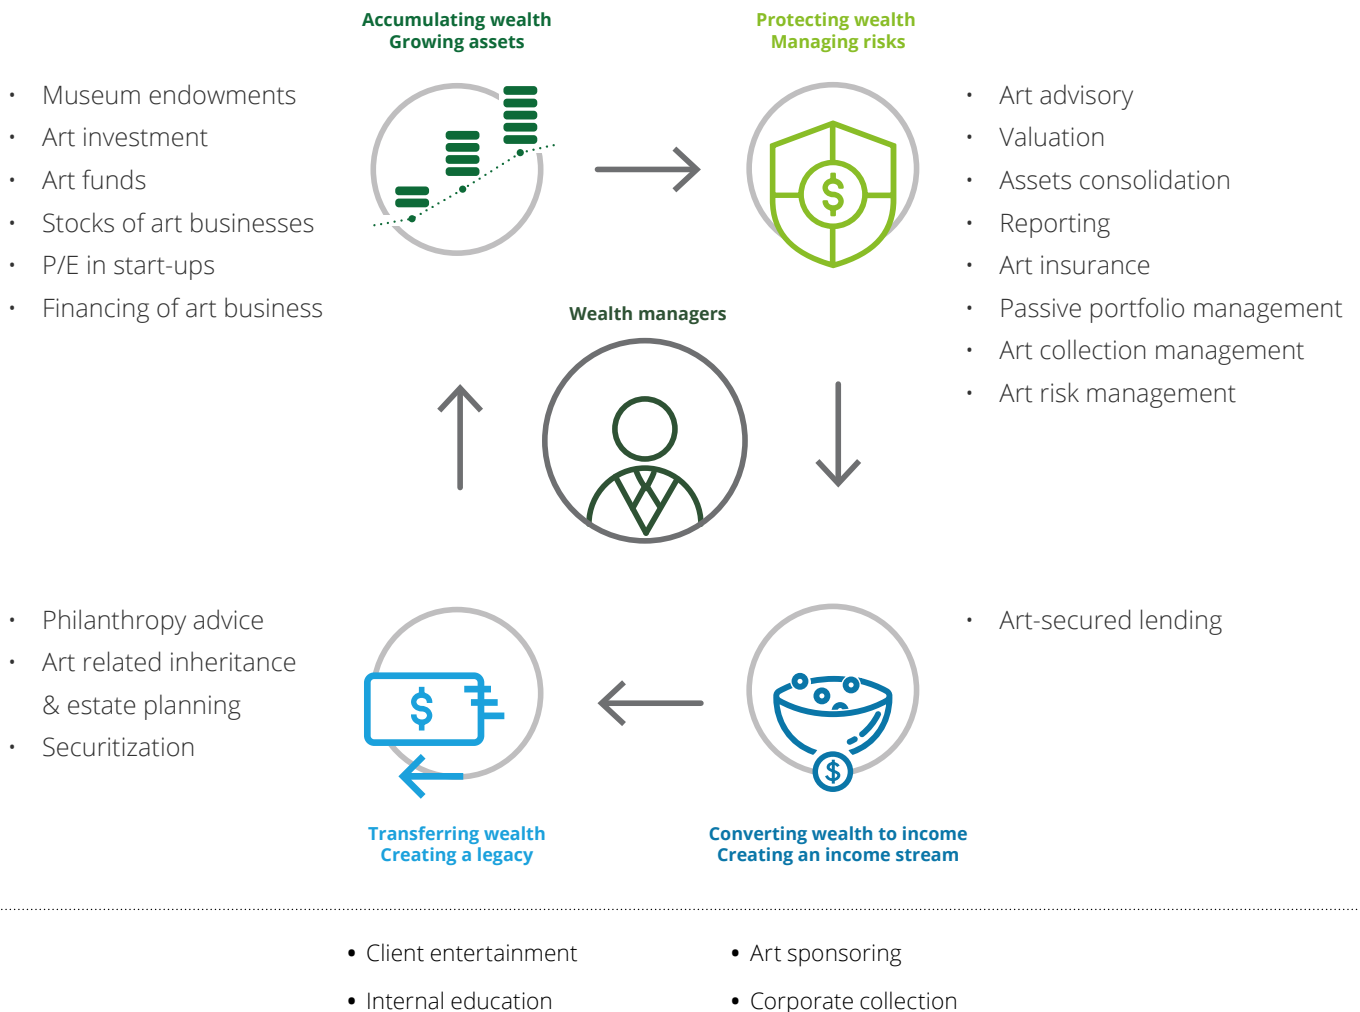 Accumulating wealth
Growing assets
Protecting wealth
Managing risks
• Museum endowments
• Art investment
• Art funds
• Stocks of art businesses
• P/E in start-ups
• Financing of art business
$
• Art advisory
• Valuation
• Assets consolidation
• Reporting
• Art insurance
• Passive portfolio management
• Art collection management
• Art risk management
Wealth managers
• Philanthropy advice
• Art related inheritance
& estate planning
• Securitization
$
$
• Art-secured lending
Transferring wealth
Creating a legacy
Converting wealth to income
Creating an income stream
• Client entertainment
• Internal education
• Art sponsoring
• Corporate collection